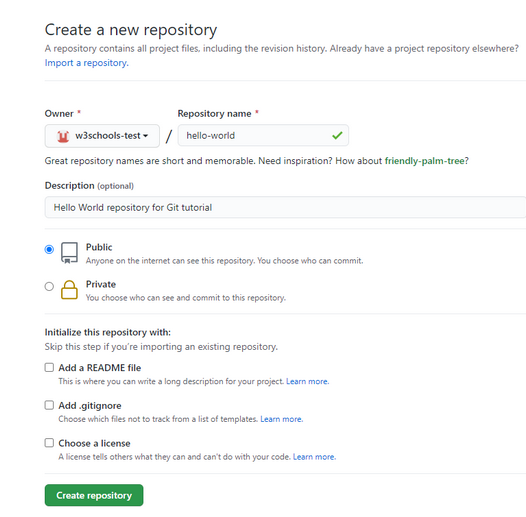 Create a new repository
A repository contains all project files, including the revision history. Already have a project repository elsewhere?
Import a repository.
Owner * Repository name *
w3schools-test / hello-world
Great repository names are short and memorable. Need inspiration? How about friendly-palm-tree?
Description (optional)
Hello World repository for Git tutorial
Public
Anyone on the internet can see this repository. You choose who can commit.
Private
You choose who can see and commit to this repository.
Initialize this repository with:
Skip this step if you're importing an existing repository.
Add a README file
This is where you can write a long description for your project. Learn more.
Add .gitignore
Choose which files not to track from a list of templates. Learn more.
Choose a license
A license tells others what they can and can't do with your code. Learn more.
Create repository